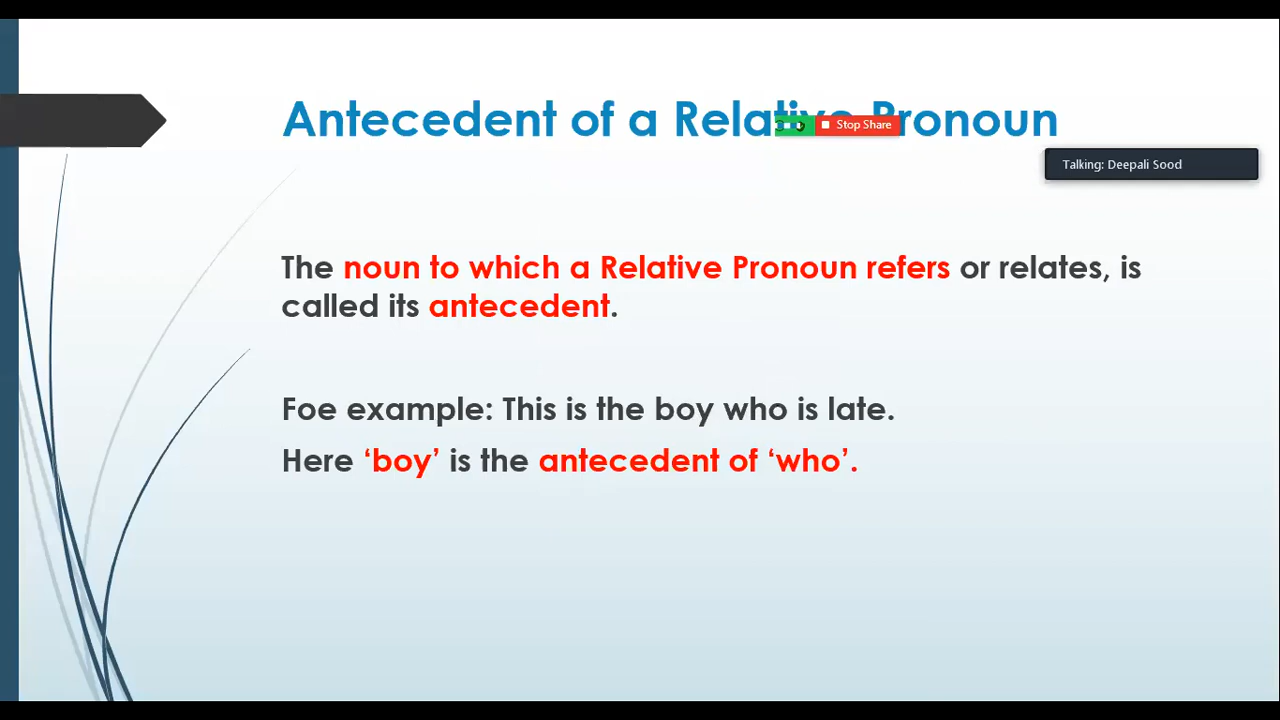 Antecedent of a Relative Pronoun
Stop Share
Talking: Deepali Sood
The noun to which a Relative Pronoun refers or relates, is
called its antecedent.
Foe example: This is the boy who is late.
Here ‘boy’ is the antecedent of ‘who’.